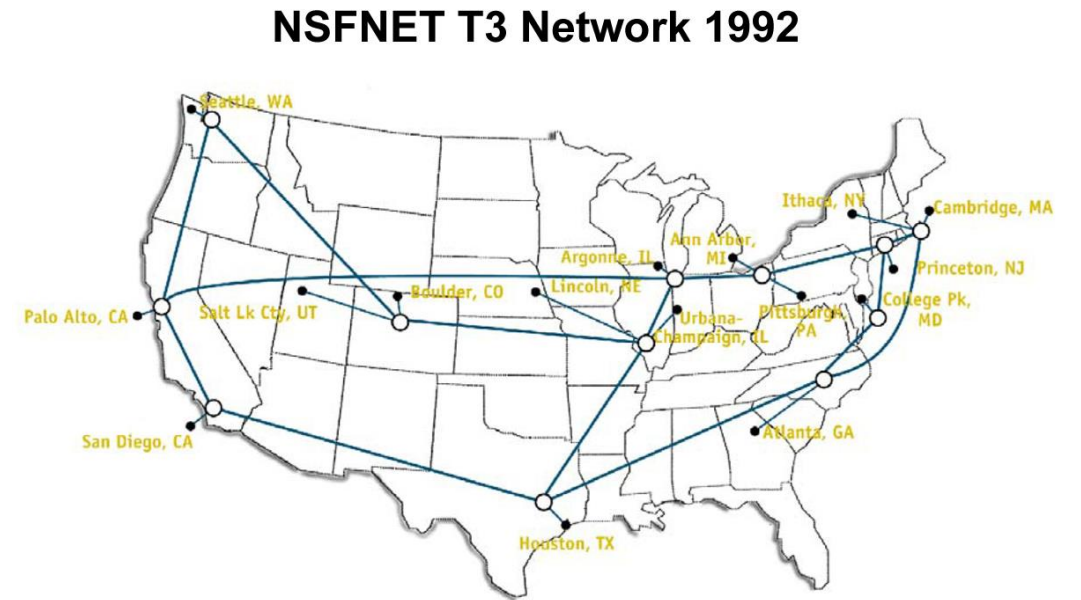 NSFNET T3 Network 1992
Seattle, WA
Ithaca, NY
Cambridge, MA
Ann Arbor,
MI
Argonne, IL
Princeton, NJ
Lincoln, NE
Boulder, CO
College Pk,
MD
Salt Lk Cty, UT
Palo Alto, CA
Pittsburgh,
PA
Urbana-
Champaign, IL
San Diego, CA
Atlanta, GA
Houston, TX